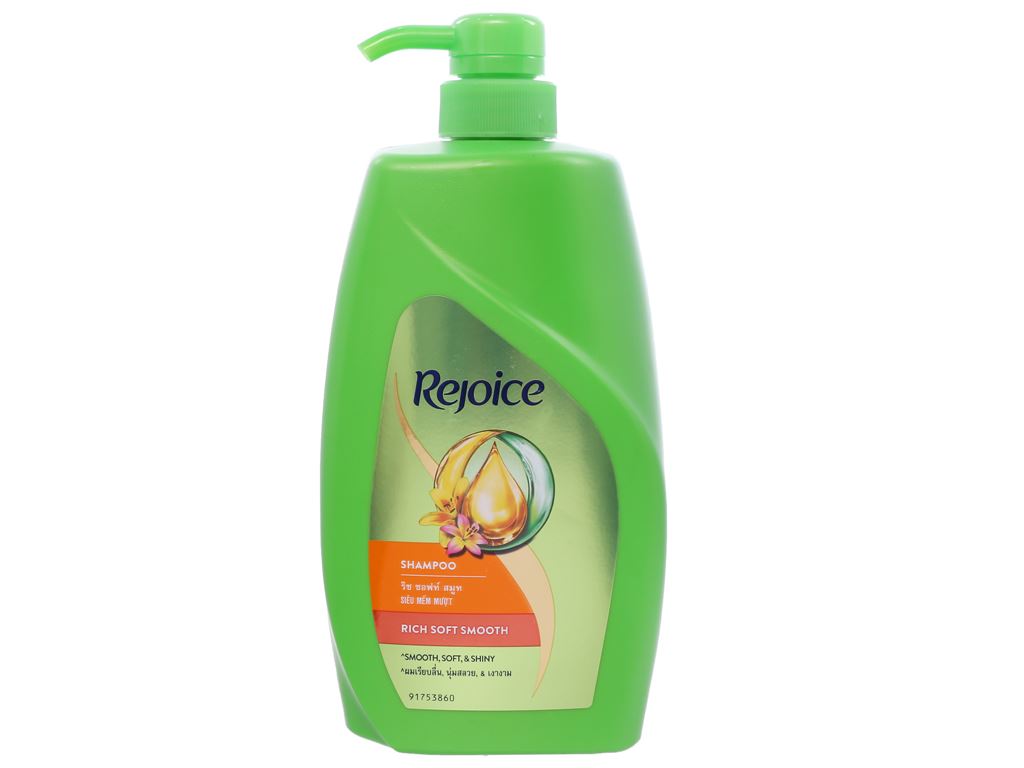 Rejoice
SHAMPOO
ริช ซอฟท์ สมูท
SIÊU MỀM MƯỢT
RICH SOFT SMOOTH
^SMOOTH, SOFT, & SHINY
^ผมเรียบลื่น, นุ่มสลวย, & เงางาม
91753860